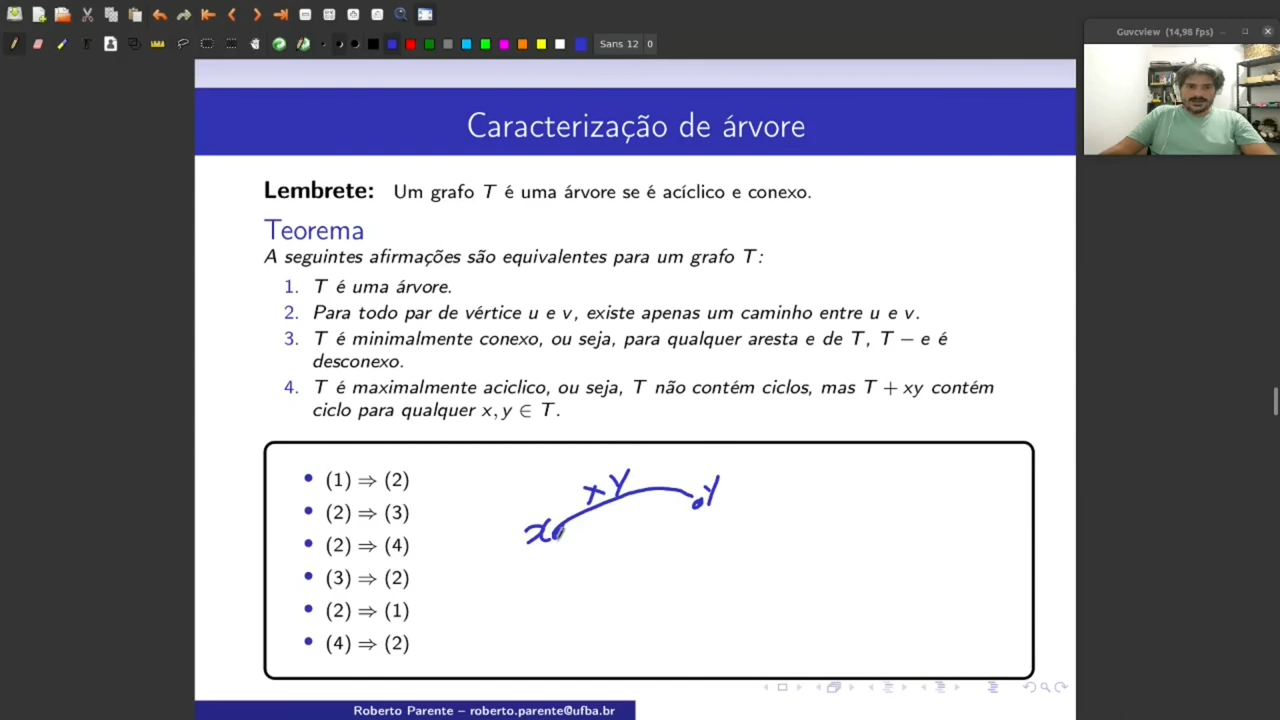 Guvcview (14,98 fps)
Sans 12 0
Caracterização de árvore
Lembrete: Um grafo T é uma árvore se é acíclico e conexo.
Teorema
A seguintes afirmações são equivalentes para um grafo T:
1. T é uma árvore.
2. Para todo par de vértice u e v, existe apenas um caminho entre u e v.
3. T é minimalmente conexo, ou seja, para qualquer aresta e de T, T − e é
desconexo.
4. T é maximalmente aciclico, ou seja, T não contém ciclos, mas T + xy contém
ciclo para qualquer x, y ∈ T.
• (1) ⇒ (2)
• (2) ⇒ (3)
• (2) ⇒ (4)
• (3) ⇒ (2)
• (2) ⇒ (1)
• (4) ⇒ (2)
xy
y
x
Roberto Parente – roberto.parente@ufba.br